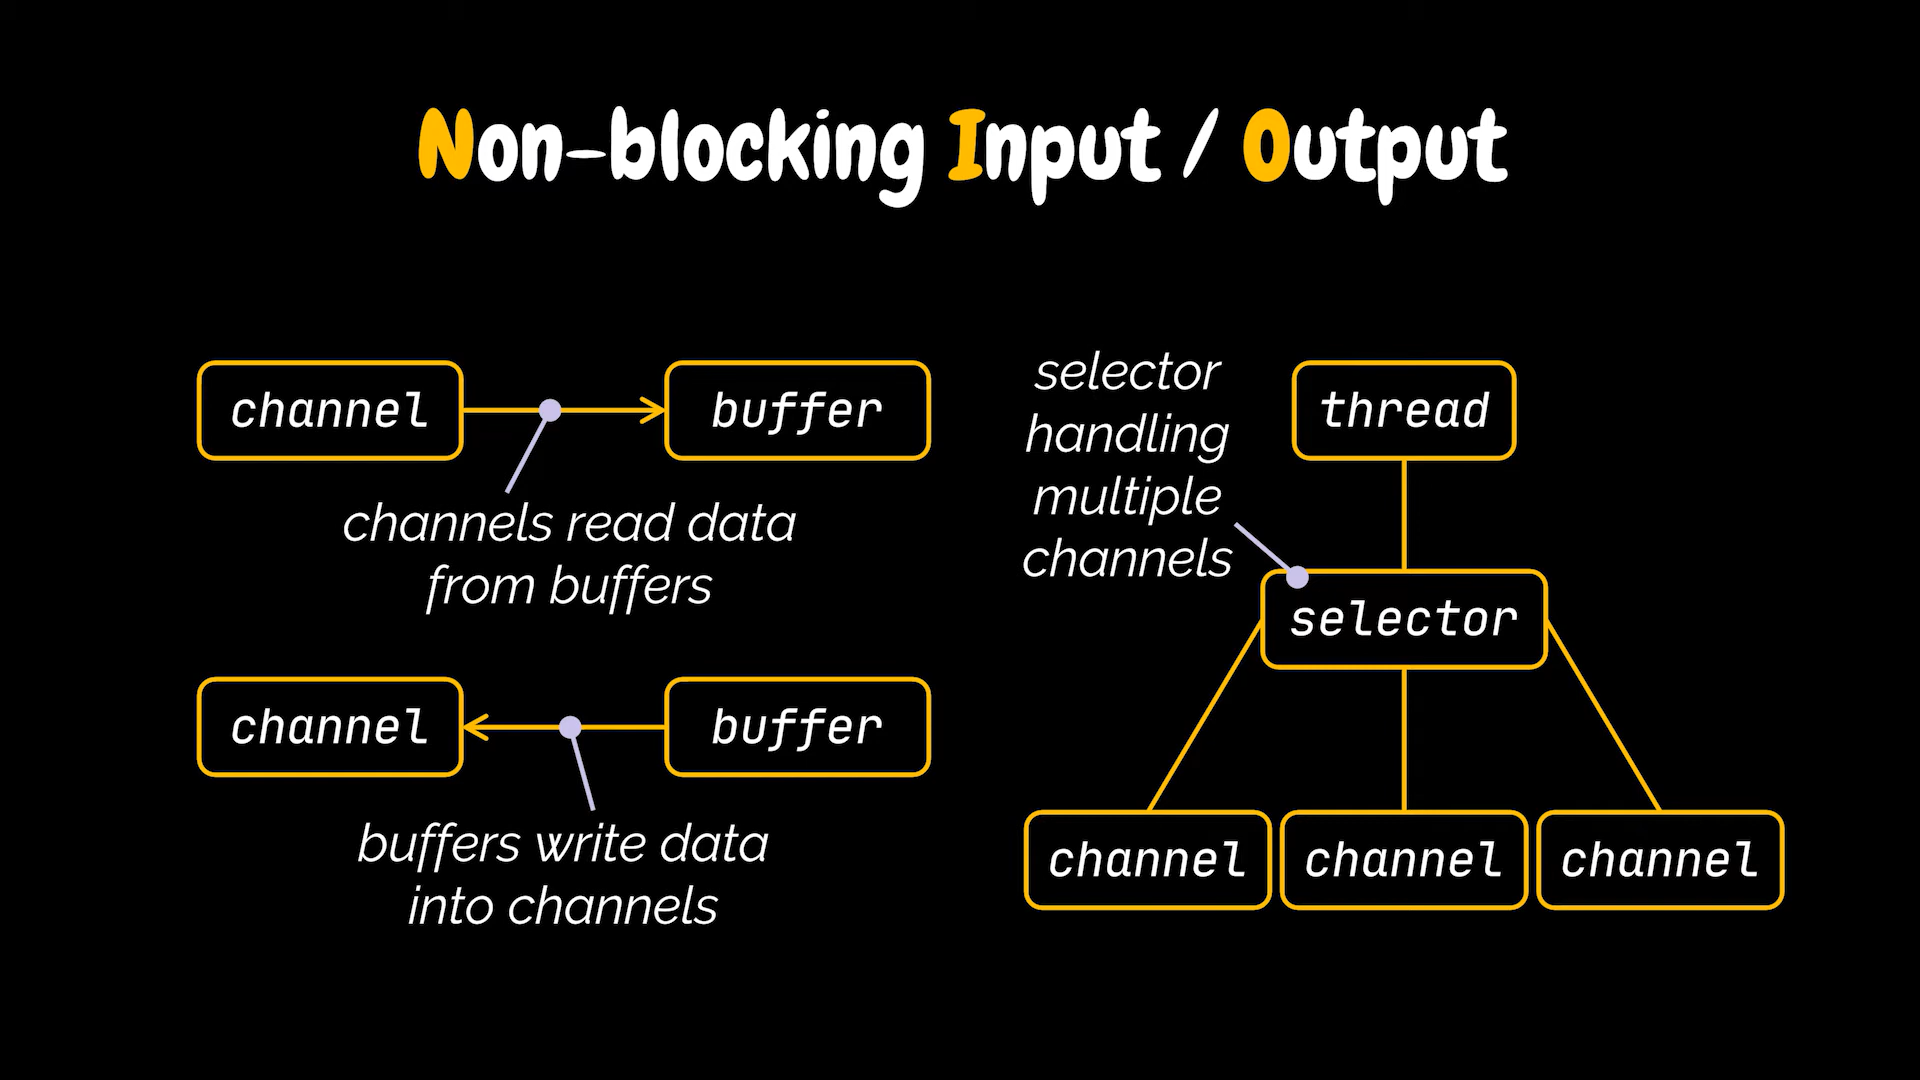 Non-blocking Input / Output
channel
buffer
channels read data
from buffers
channel
buffer
buffers write data
into channels
selector
handling
multiple
channels
thread
selector
channel
channel
channel